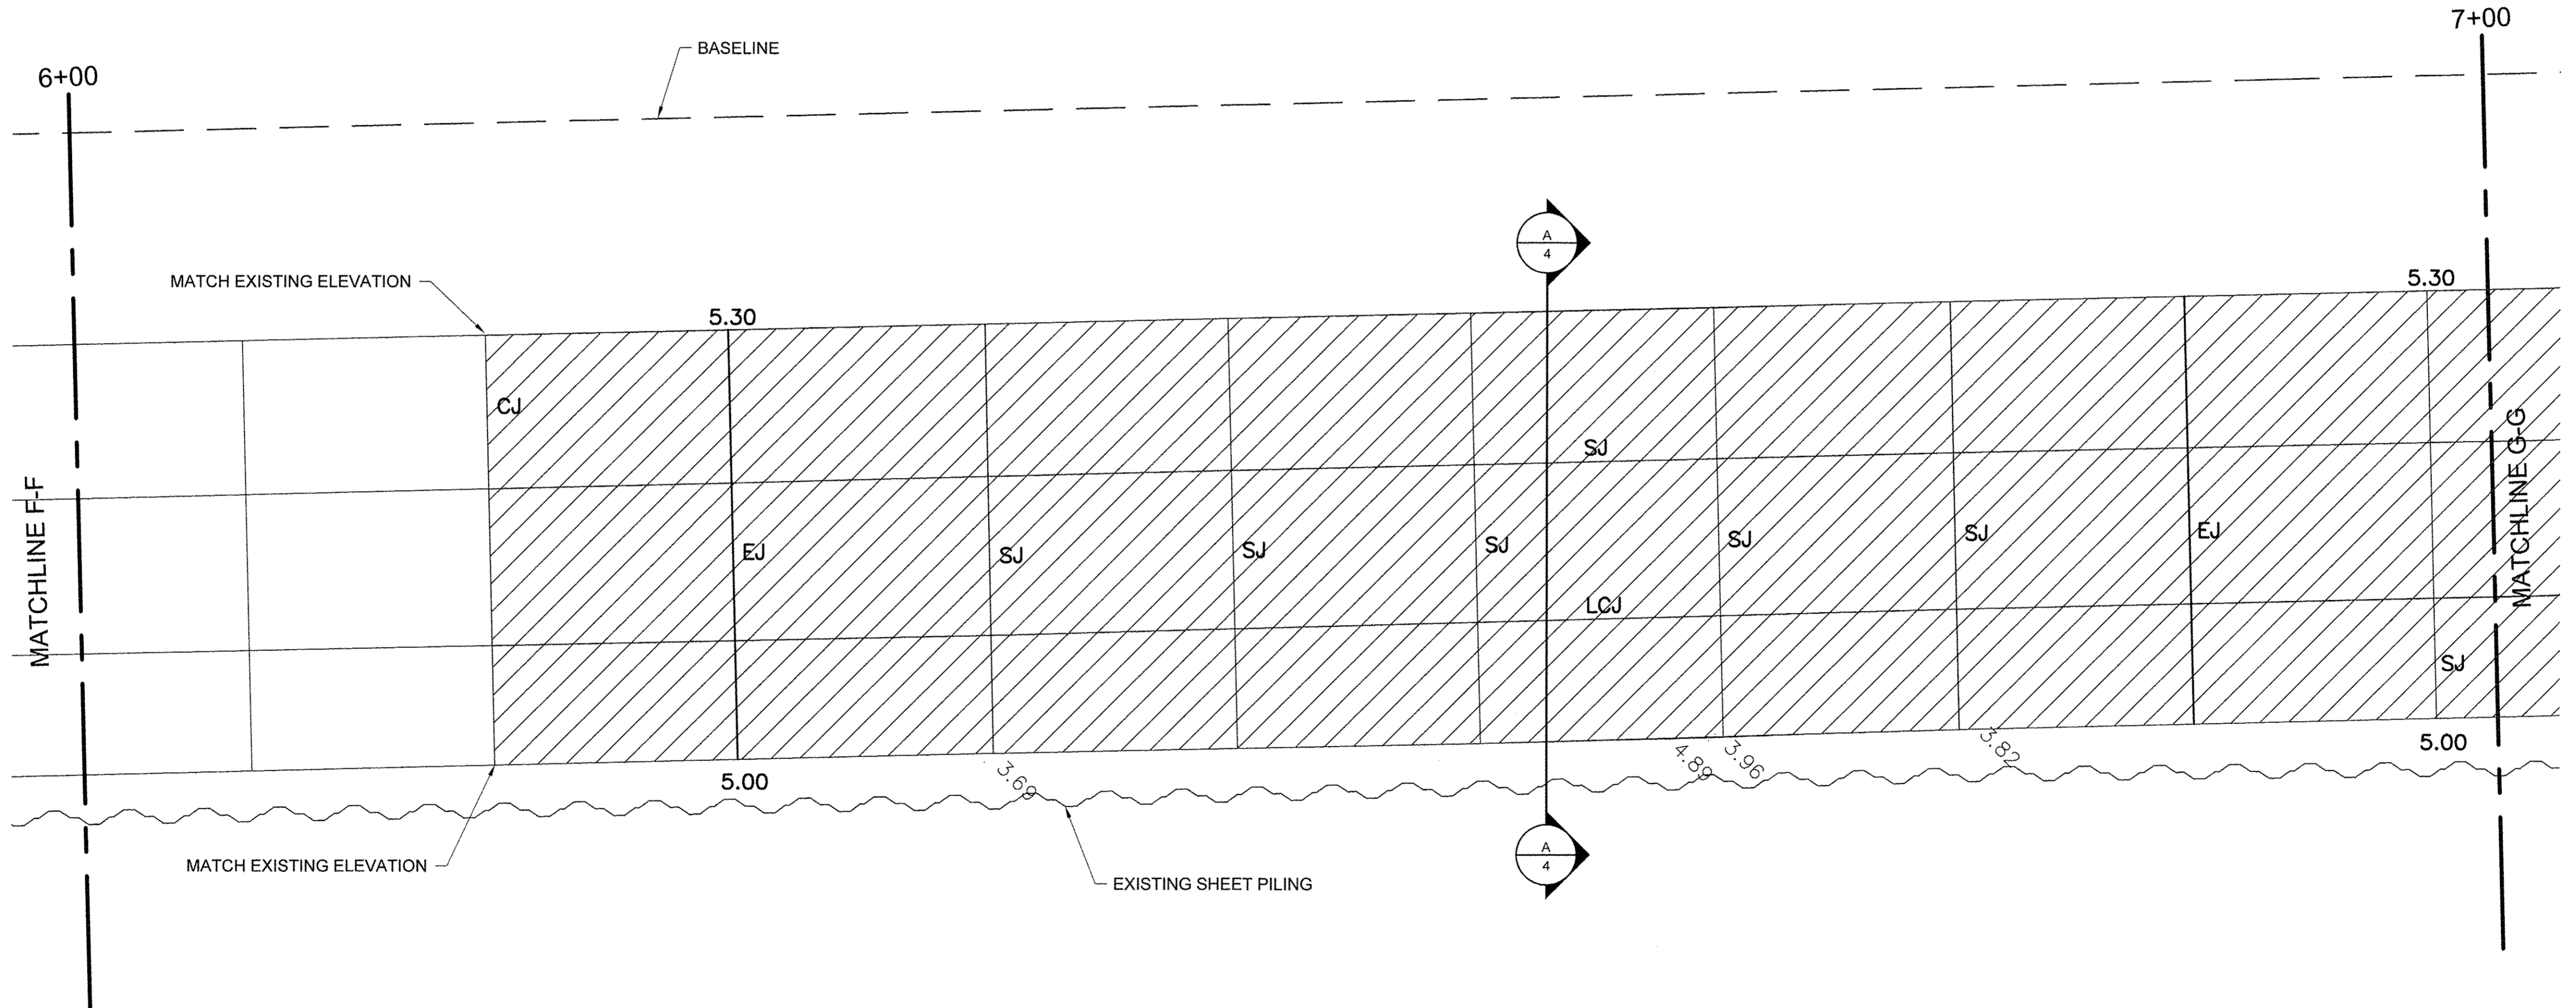 7+00
BASELINE
6+00
A
4
MATCH EXISTING ELEVATION
5.30
5.30
CJ
SJ
MATCHLINE F-F
MATCHLINE G-G
EJ
SJ
SJ
SJ
SJ
SJ
EJ
LCJ
SJ
5.00
3.69
4.89
3.96
3.82
5.00
A
4
MATCH EXISTING ELEVATION
EXISTING SHEET PILING